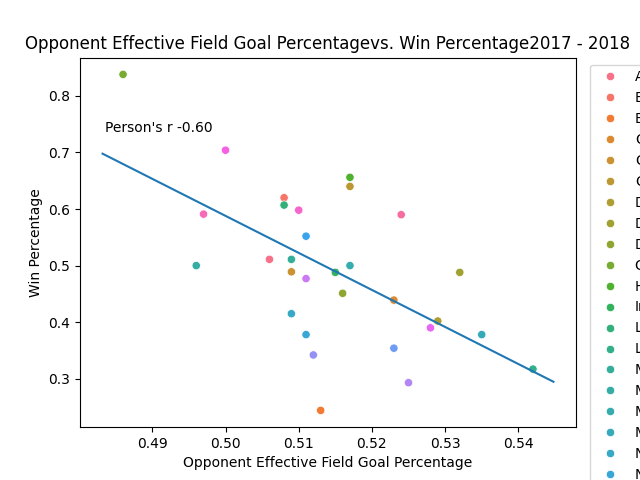 Opponent Effective Field Goal Percentagevs. Win Percentage2017 - 2018
Person's r -0.60
Win Percentage
0.8
0.7
0.6
0.5
0.4
0.3
0.49 0.50 0.51 0.52 0.53 0.54
Opponent Effective Field Goal Percentage